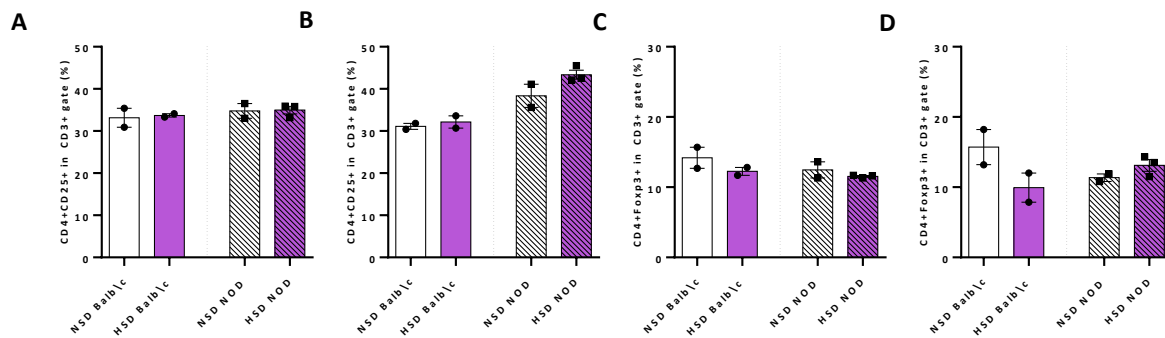 A
B
C
D
CD4+CD25+ in CD3+ gate (%)
50
40
30
20
10
0
NSD Balb\c
HSD Balb\c
NSD NOD
HSD NOD
CD4+CD25+ in CD3+ gate (%)
50
40
30
20
10
0
NSD Balb\c
HSD Balb\c
NSD NOD
HSD NOD
CD4+Foxp3+ in CD3+ gate (%)
30
20
10
0
NSD Balb\c
HSD Balb\c
NSD NOD
HSD NOD
CD4+Foxp3+ in CD3+ gate (%)
30
20
10
0
NSD Balb\c
HSD Balb\c
NSD NOD
HSD NOD